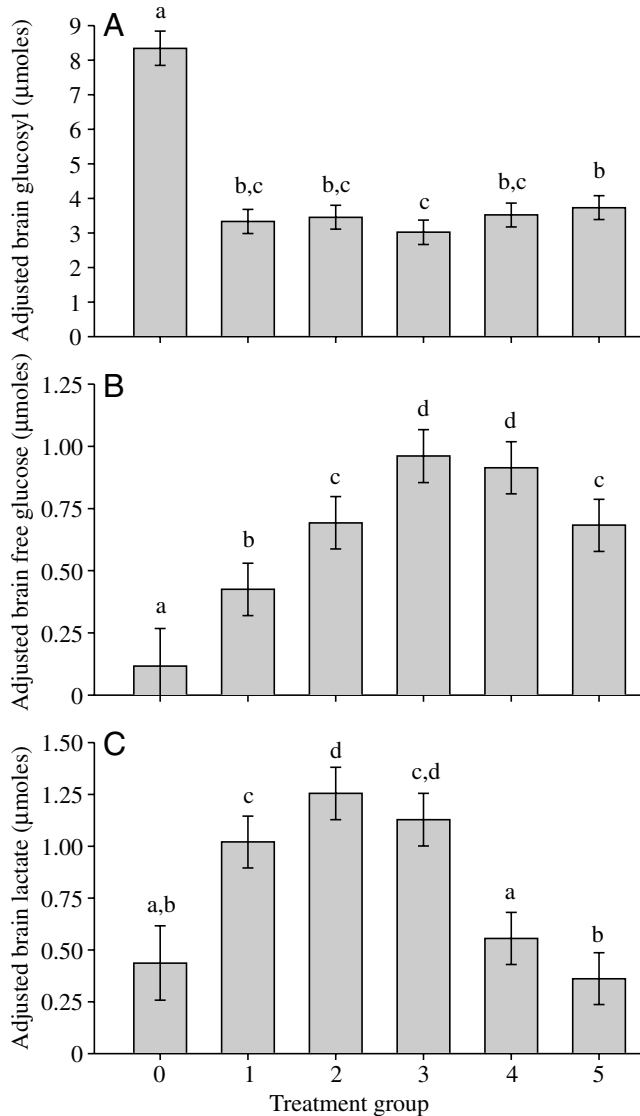 A
Adjusted brain glucosyl (μmoles)
9
8
7
6
5
4
3
2
1
0
a
b,c
b,c
c
b,c
b
B
Adjusted brain free glucose (μmoles)
1.25
1.00
0.75
0.50
0.25
0
a
b
c
d
d
c
C
Adjusted brain lactate (μmoles)
1.50
1.25
1.00
0.75
0.50
0.25
0
a,b
c
d
c,d
a
b
0 1 2 3 4 5
Treatment group